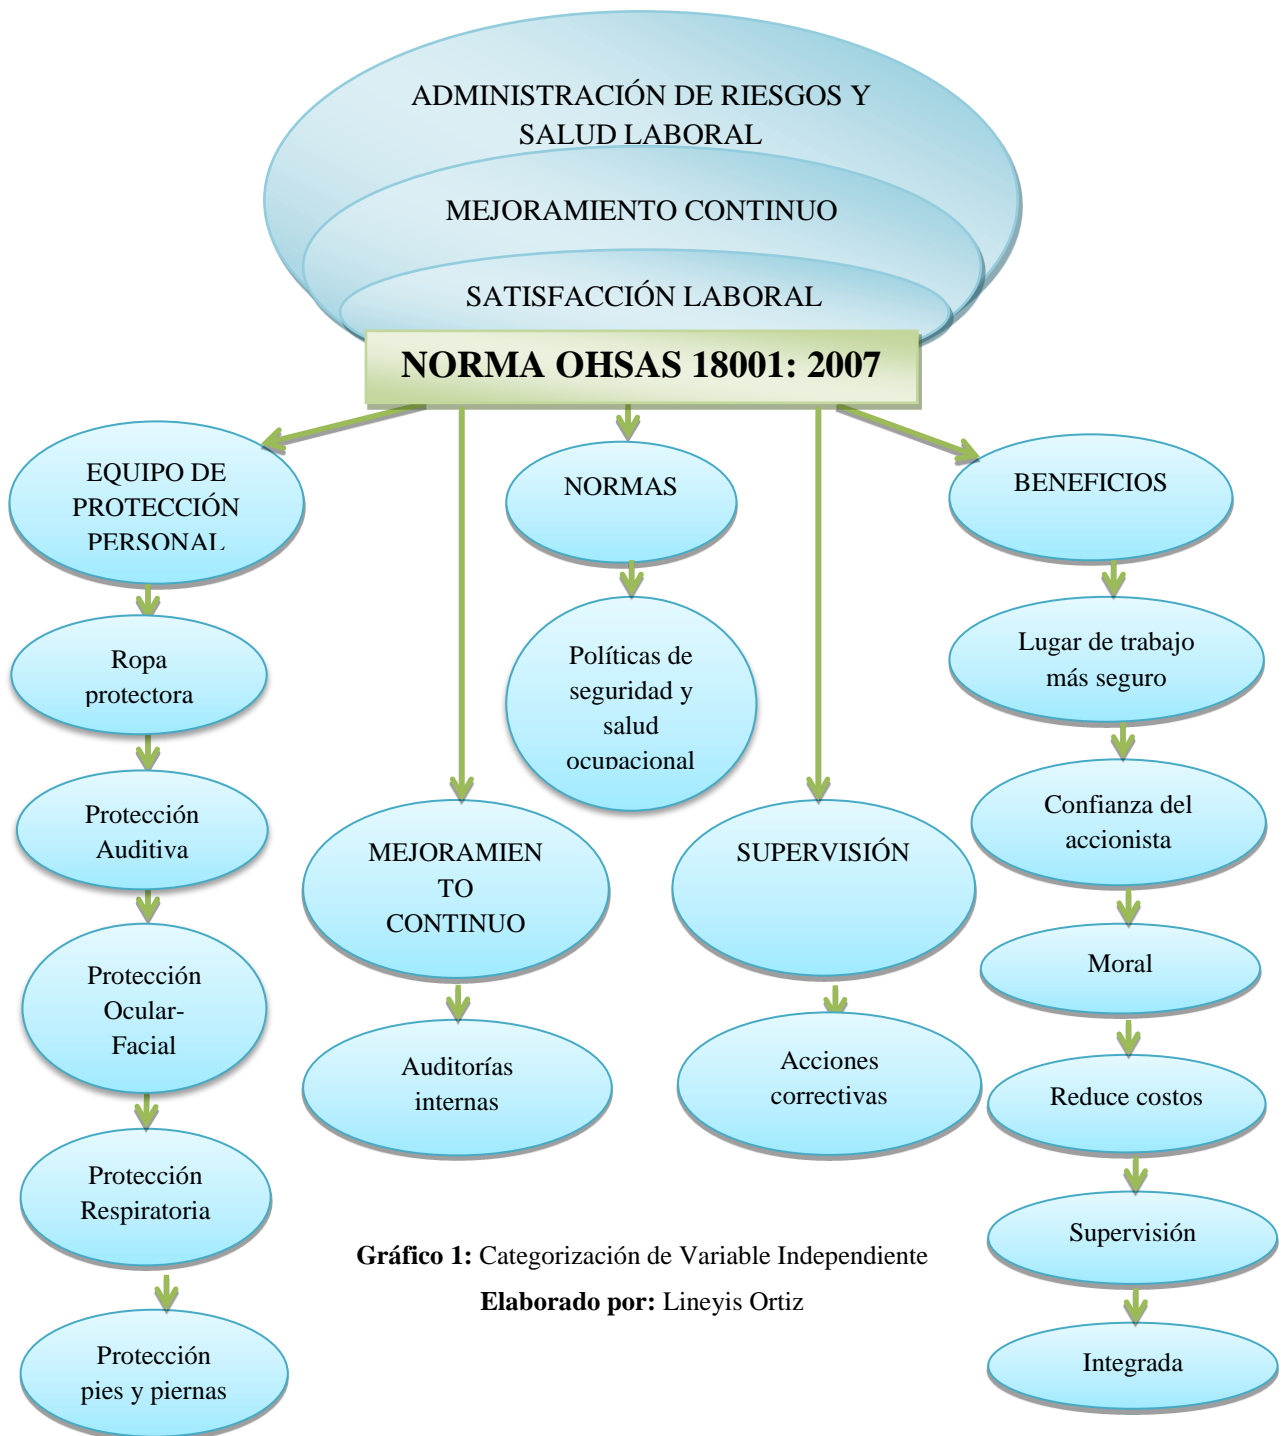 ADMINISTRACIÓN DE RIESGOS Y
SALUD LABORAL
MEJORAMIENTO CONTINUO
SATISFACCIÓN LABORAL
NORMA OHSAS 18001: 2007
EQUIPO DE
PROTECCIÓN
PERSONAL
NORMAS
BENEFICIOS
Ropa
protectora
Políticas de
seguridad y
salud
ocupacional
Lugar de trabajo
más seguro
Protección
Auditiva
MEJORAMIEN
TO
CONTINUO
SUPERVISIÓN
Confianza del
accionista
Protección
Ocular-
Facial
Moral
Auditorías
internas
Acciones
correctivas
Reduce costos
Protección
Respiratoria
Supervisión
Gráfico 1: Categorización de Variable Independiente
Elaborado por: Lineyis Ortiz
Protección
pies y piernas
Integrada